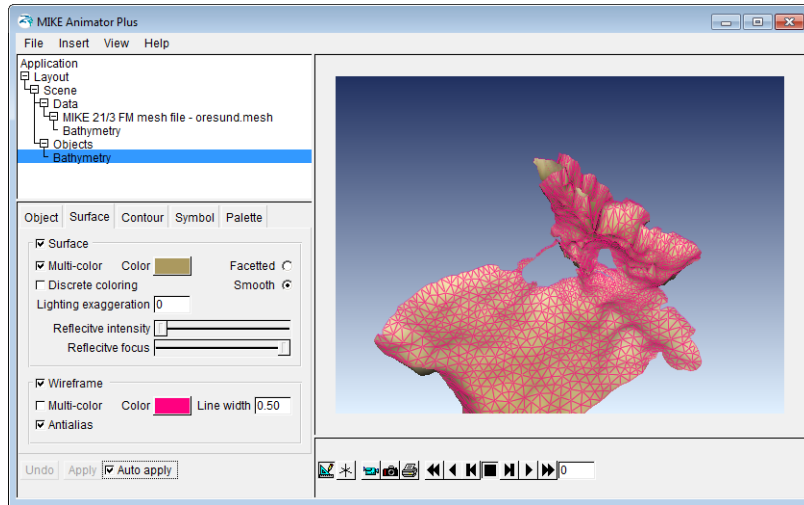 MIKE Animator Plus
File Insert View Help
Application
Layout
Scene
Data
MIKE 21/3 FM mesh file - oresund.mesh
Bathymetry
Objects
Bathymetry
Object Surface Contour Symbol Palette
Surface
Multi-color Color Facetted
Discrete coloring Smooth
Lighting exaggeration 0
Reflecitve intensity
Reflecitve focus
Wireframe
Multi-color Color Line width 0.50
Antialias
Undo Apply Auto apply 0